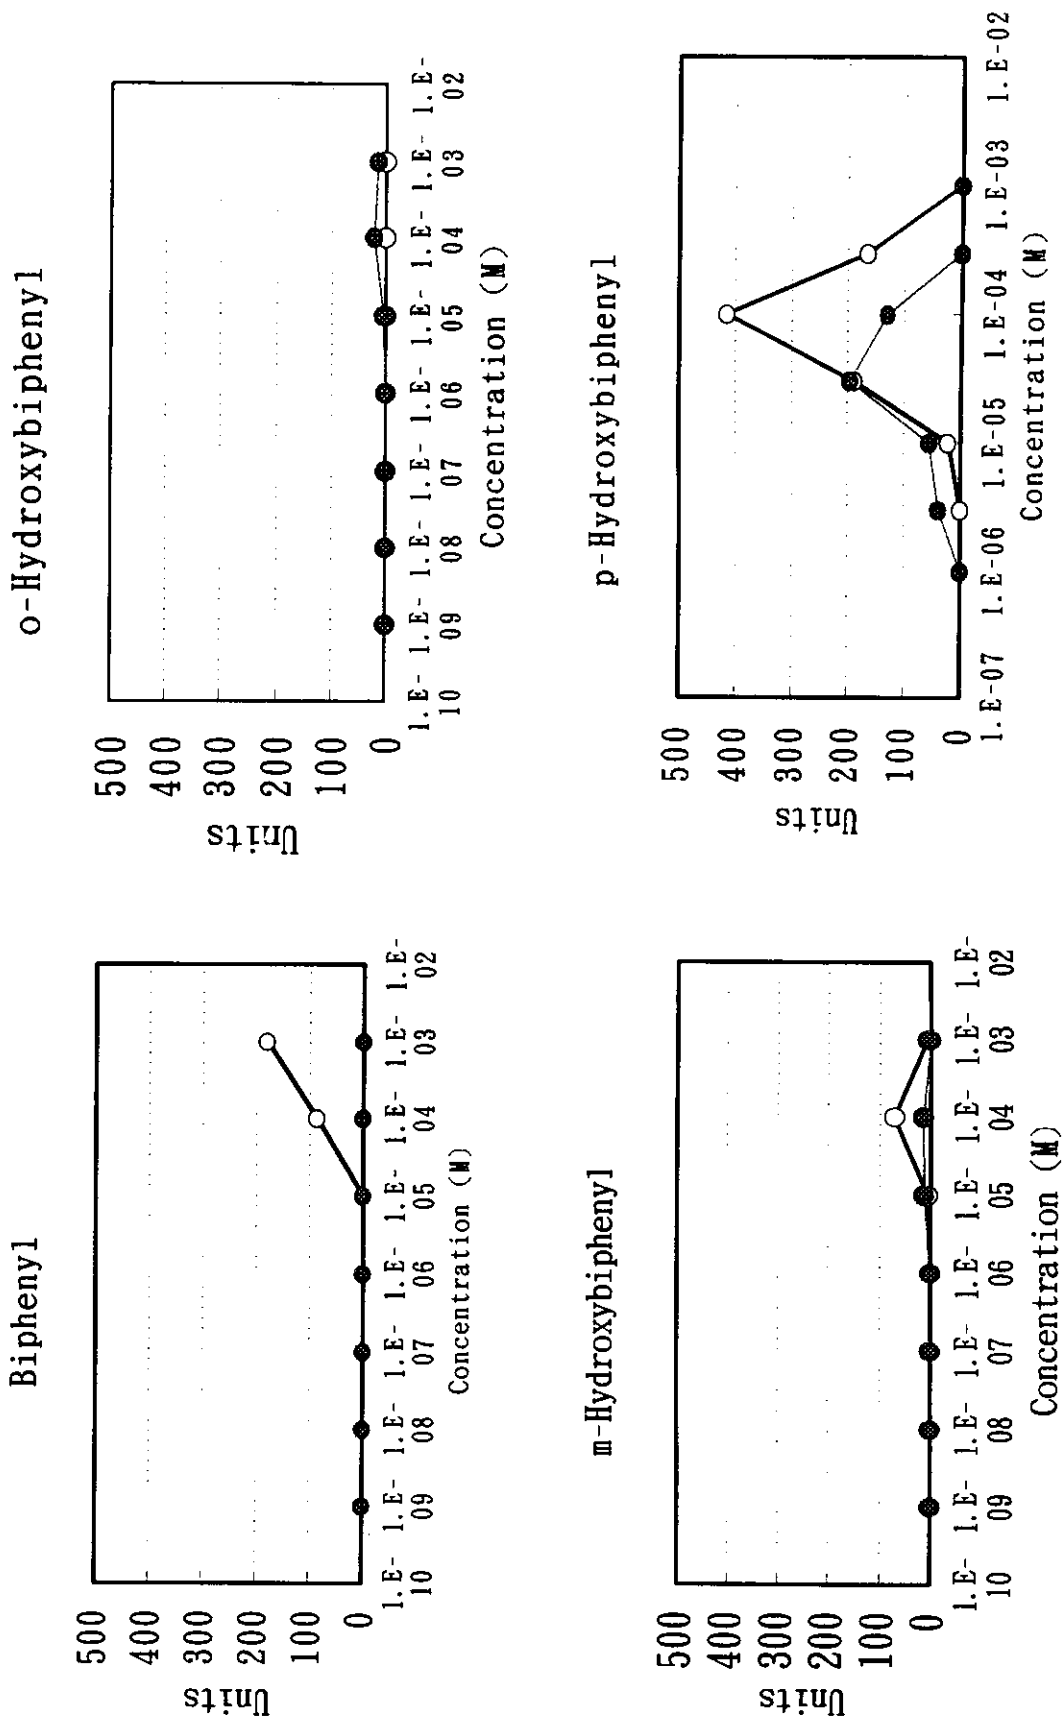 Biphenyl
Units
500
400
300
200
100
0
1.E- 1.E- 1.E- 1.E- 1.E- 1.E- 1.E- 1.E- 1.E-
10 09 08 07 06 05 04 03 02
Concentration (M)
o-Hydroxybiphenyl
Units
500
400
300
200
100
0
1.E- 1.E- 1.E- 1.E- 1.E- 1.E- 1.E- 1.E- 1.E-
10 09 08 07 06 05 04 03 02
Concentration (M)
m-Hydroxybiphenyl
Units
500
400
300
200
100
0
1.E- 1.E- 1.E- 1.E- 1.E- 1.E- 1.E- 1.E- 1.E-
10 09 08 07 06 05 04 03 02
Concentration (M)
p-Hydroxybiphenyl
Units
500
400
300
200
100
0
1.E-07 1.E-06 1.E-05 1.E-04 1.E-03 1.E-02
Concentration (M)